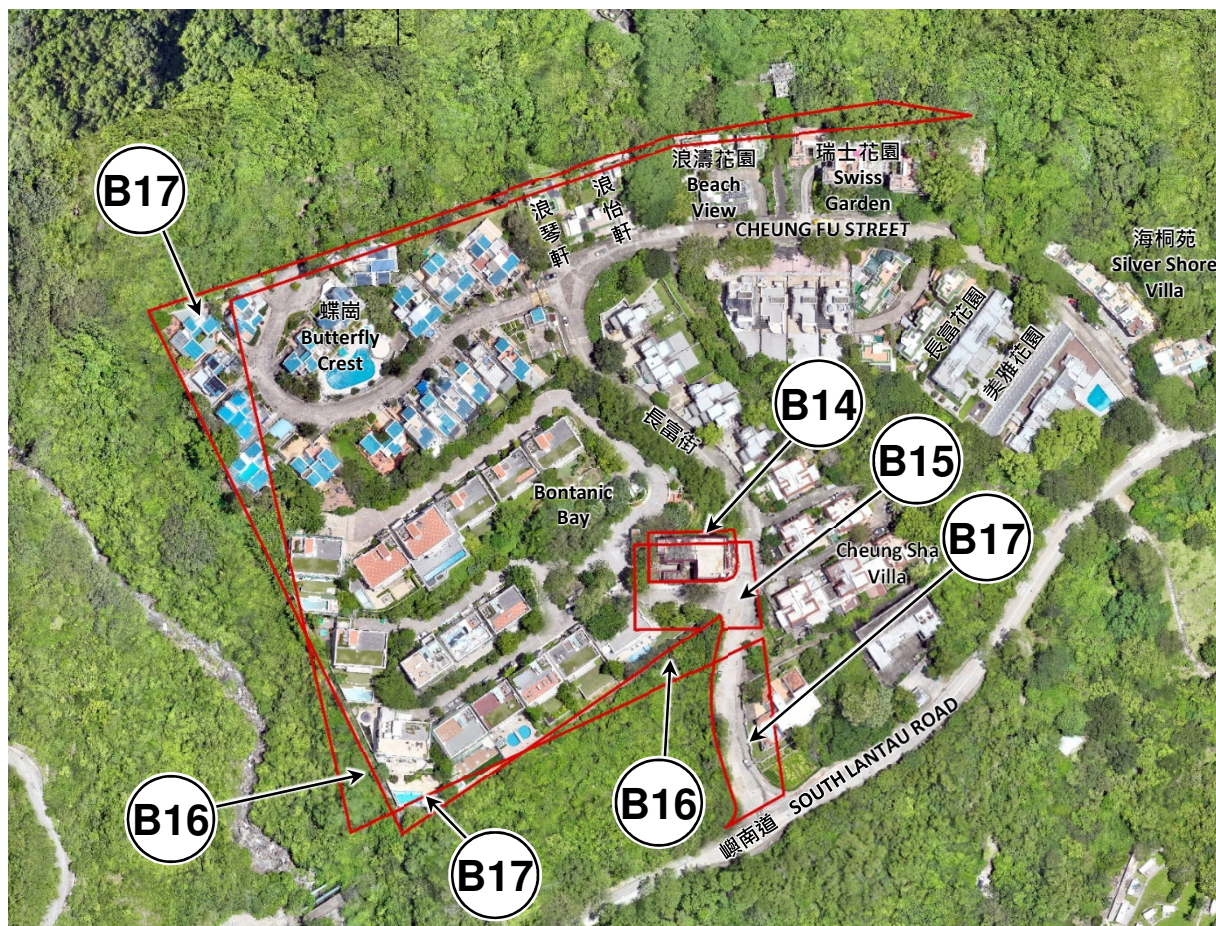 浪濤花園
Beach
View
瑞士花園
Swiss
Garden
B17
浪琴軒
浪怡軒
CHEUNG FU STREET
海桐苑
Silver Shore
Villa
蝶崗
Butterfly
Crest
長富花園
美雅花園
B14
長富街
B15
Bontanic
Bay
B17
Cheung Sha
Villa
B16
B16
B17
嶼南道 SOUTH LANTAU ROAD